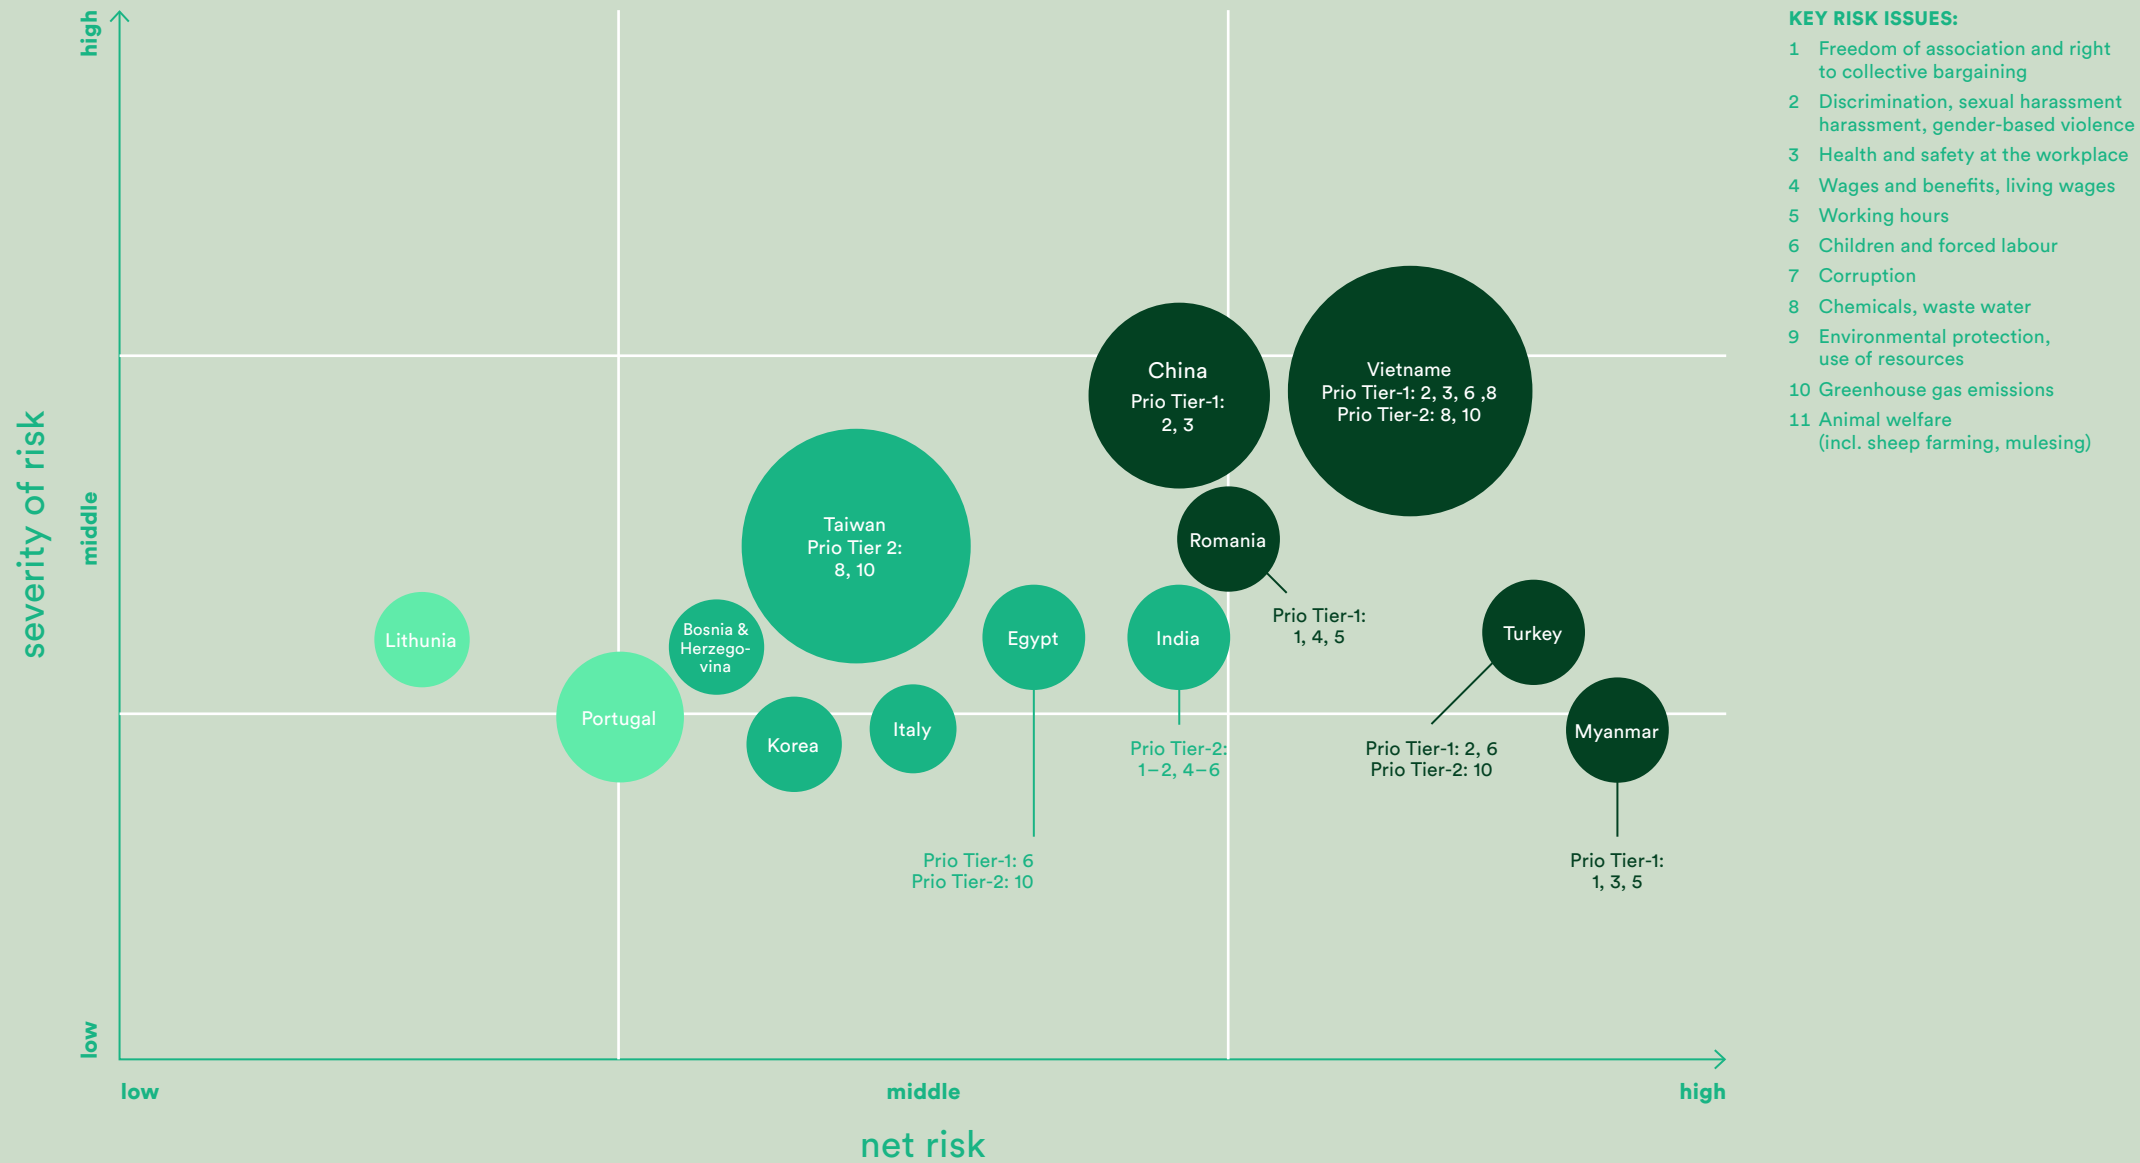 high
severity of risk
middle
low
low
middle
high
net risk
China
Prio Tier-1:
2, 3
Vietname
Prio Tier-1: 2, 3, 6 ,8
Prio Tier-2: 8, 10
Taiwan
Prio Tier 2:
8, 10
Romania
Prio Tier-1:
1, 4, 5
Lithunia
Bosnia &
Herzego-
vina
Egypt
Prio Tier-1: 6
Prio Tier-2: 10
India
Prio Tier-2:
1–2, 4–6
Turkey
Prio Tier-1: 2, 6
Prio Tier-2: 10
Portugal
Korea
Italy
Myanmar
Prio Tier-1:
1, 3, 5
KEY RISK ISSUES:
1 Freedom of association and right
to collective bargaining
2 Discrimination, sexual harassment
harassment, gender-based violence
3 Health and safety at the workplace
4 Wages and benefits, living wages
5 Working hours
6 Children and forced labour
7 Corruption
8 Chemicals, waste water
9 Environmental protection,
use of resources
10 Greenhouse gas emissions
11 Animal welfare
(incl. sheep farming, mulesing)